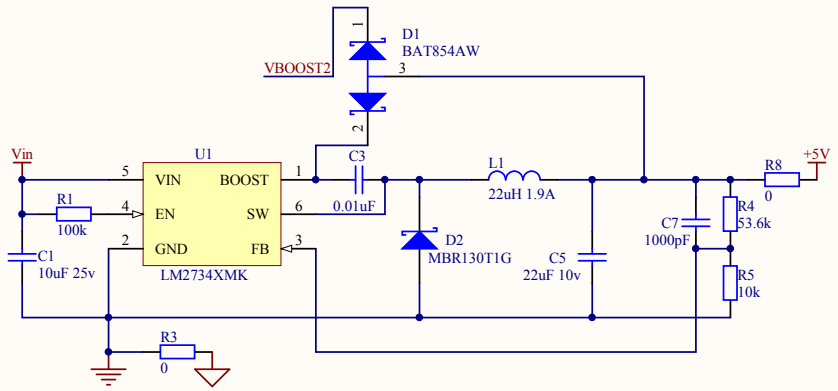 1
D1
BAT854AW
VBOOST2
3
2
Vin
U1
C3
L1
+5V
R8
5
VIN
BOOST
1
R1
4
EN
SW
6
0.01uF
22uH 1.9A
0
R4
53.6k
100k
C7
1000pF
2
GND
FB
3
D2
MBR130T1G
C1
10uF 25v
LM2734XMK
C5
22uF 10v
R5
10k
R3
0